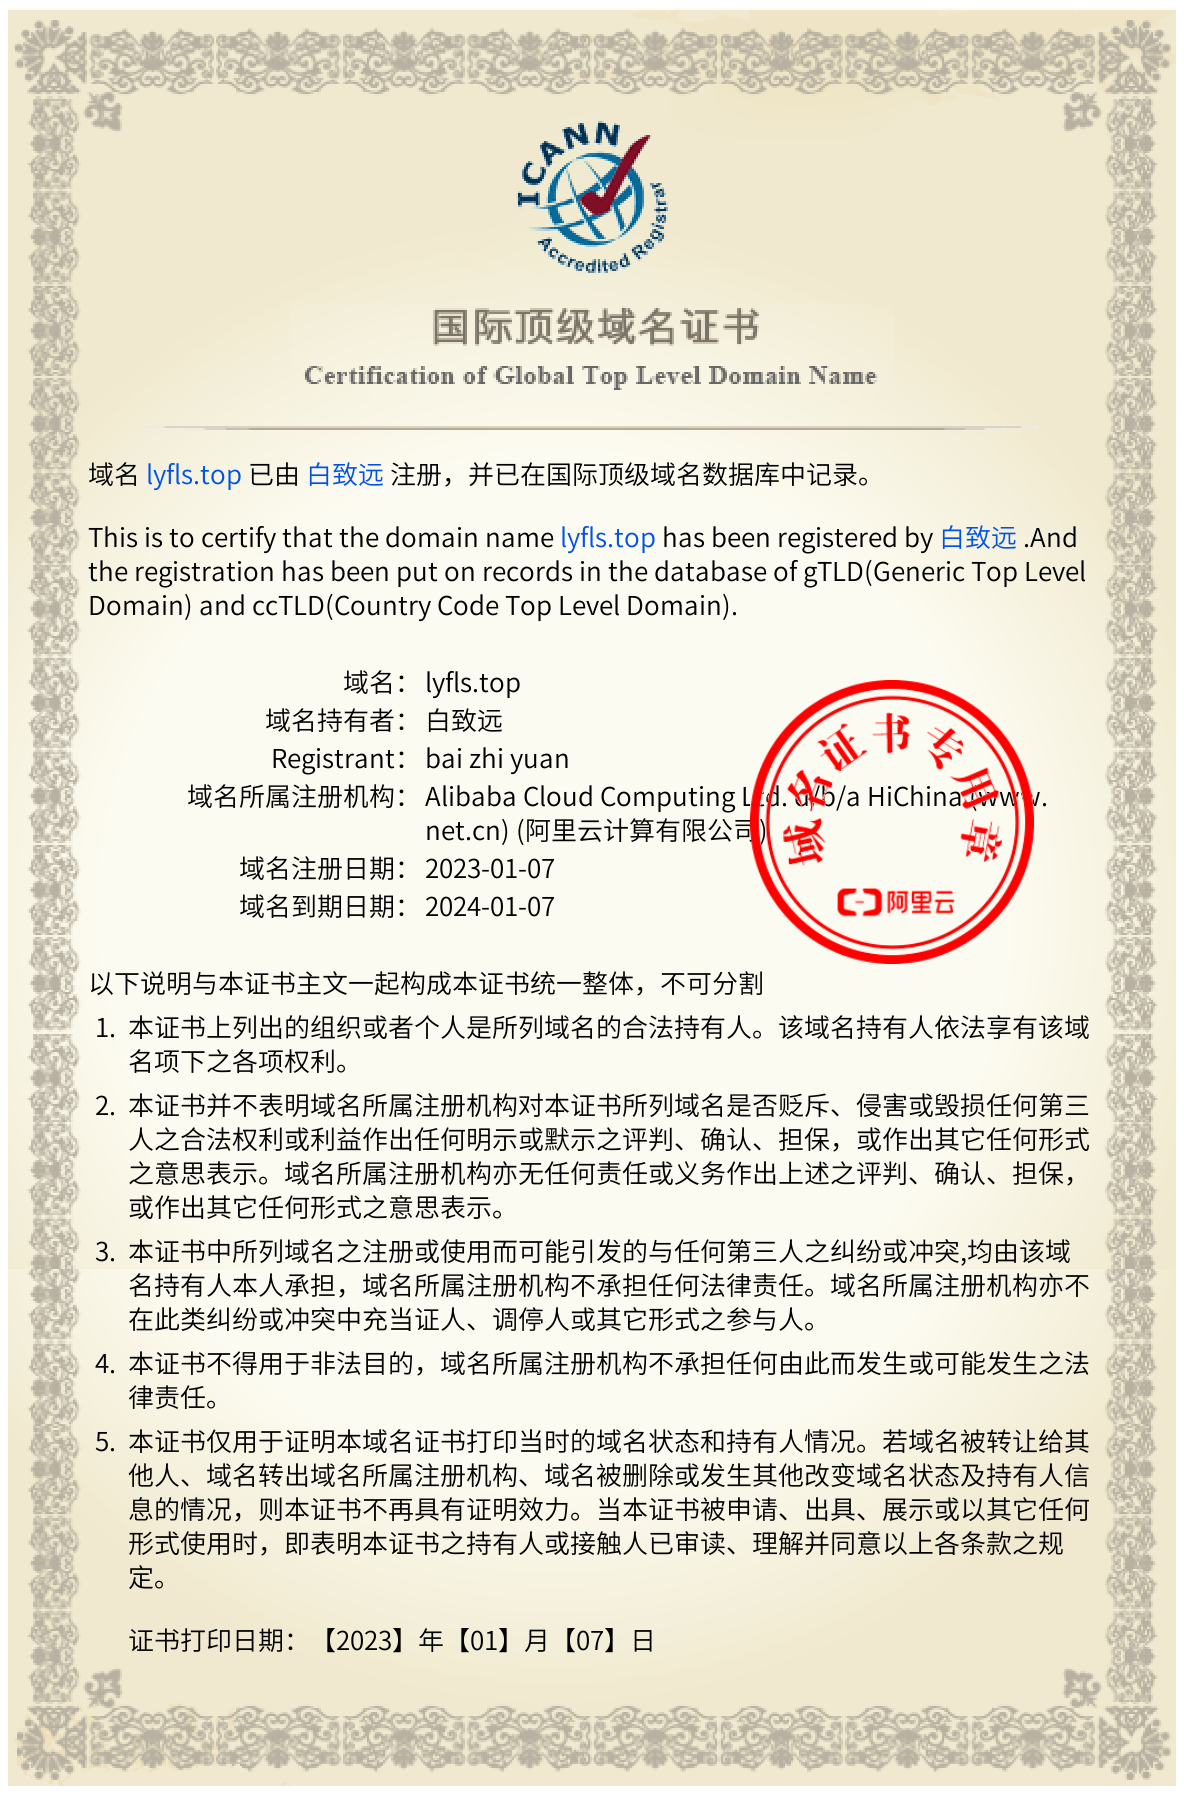 ICANN
Accredited Registrar
国际顶级域名证书
Certification of Global Top Level Domain Name
域名 lyfls.top 已由 白致远 注册，并已在国际顶级域名数据库中记录。
This is to certify that the domain name lyfls.top has been registered by 白致远 .And
the registration has been put on records in the database of gTLD(Generic Top Level
Domain) and ccTLD(Country Code Top Level Domain).
域名： lyfls.top
域名持有者： 白致远
Registrant： bai zhi yuan
域名所属注册机构： Alibaba Cloud Computing Ltd. d/b/a HiChina (www.
net.cn) (阿里云计算有限公司)
域名注册日期： 2023-01-07
域名到期日期： 2024-01-07
域名证书专用章
阿里云
以下说明与本证书主文一起构成本证书统一整体，不可分割
1. 本证书上列出的组织或者个人是所列域名的合法持有人。该域名持有人依法享有该域
名项下之各项权利。
2. 本证书并不表明域名所属注册机构对本证书所列域名是否贬斥、侵害或毁损任何第三
人之合法权利或利益作出任何明示或默示之评判、确认、担保，或作出其它任何形式
之意思表示。域名所属注册机构亦无任何责任或义务作出上述之评判、确认、担保，
或作出其它任何形式之意思表示。
3. 本证书中所列域名之注册或使用而可能引发的与任何第三人之纠纷或冲突,均由该域
名持有人本人承担，域名所属注册机构不承担任何法律责任。域名所属注册机构亦不
在此类纠纷或冲突中充当证人、调停人或其它形式之参与人。
4. 本证书不得用于非法目的，域名所属注册机构不承担任何由此而发生或可能发生之法
律责任。
5. 本证书仅用于证明本域名证书打印当时的域名状态和持有人情况。若域名被转让给其
他人、域名转出域名所属注册机构、域名被删除或发生其他改变域名状态及持有人信
息的情况，则本证书不再具有证明效力。当本证书被申请、出具、展示或以其它任何
形式使用时，即表明本证书之持有人或接触人已审读、理解并同意以上各条款之规
定。
证书打印日期：【2023】年【01】月【07】日